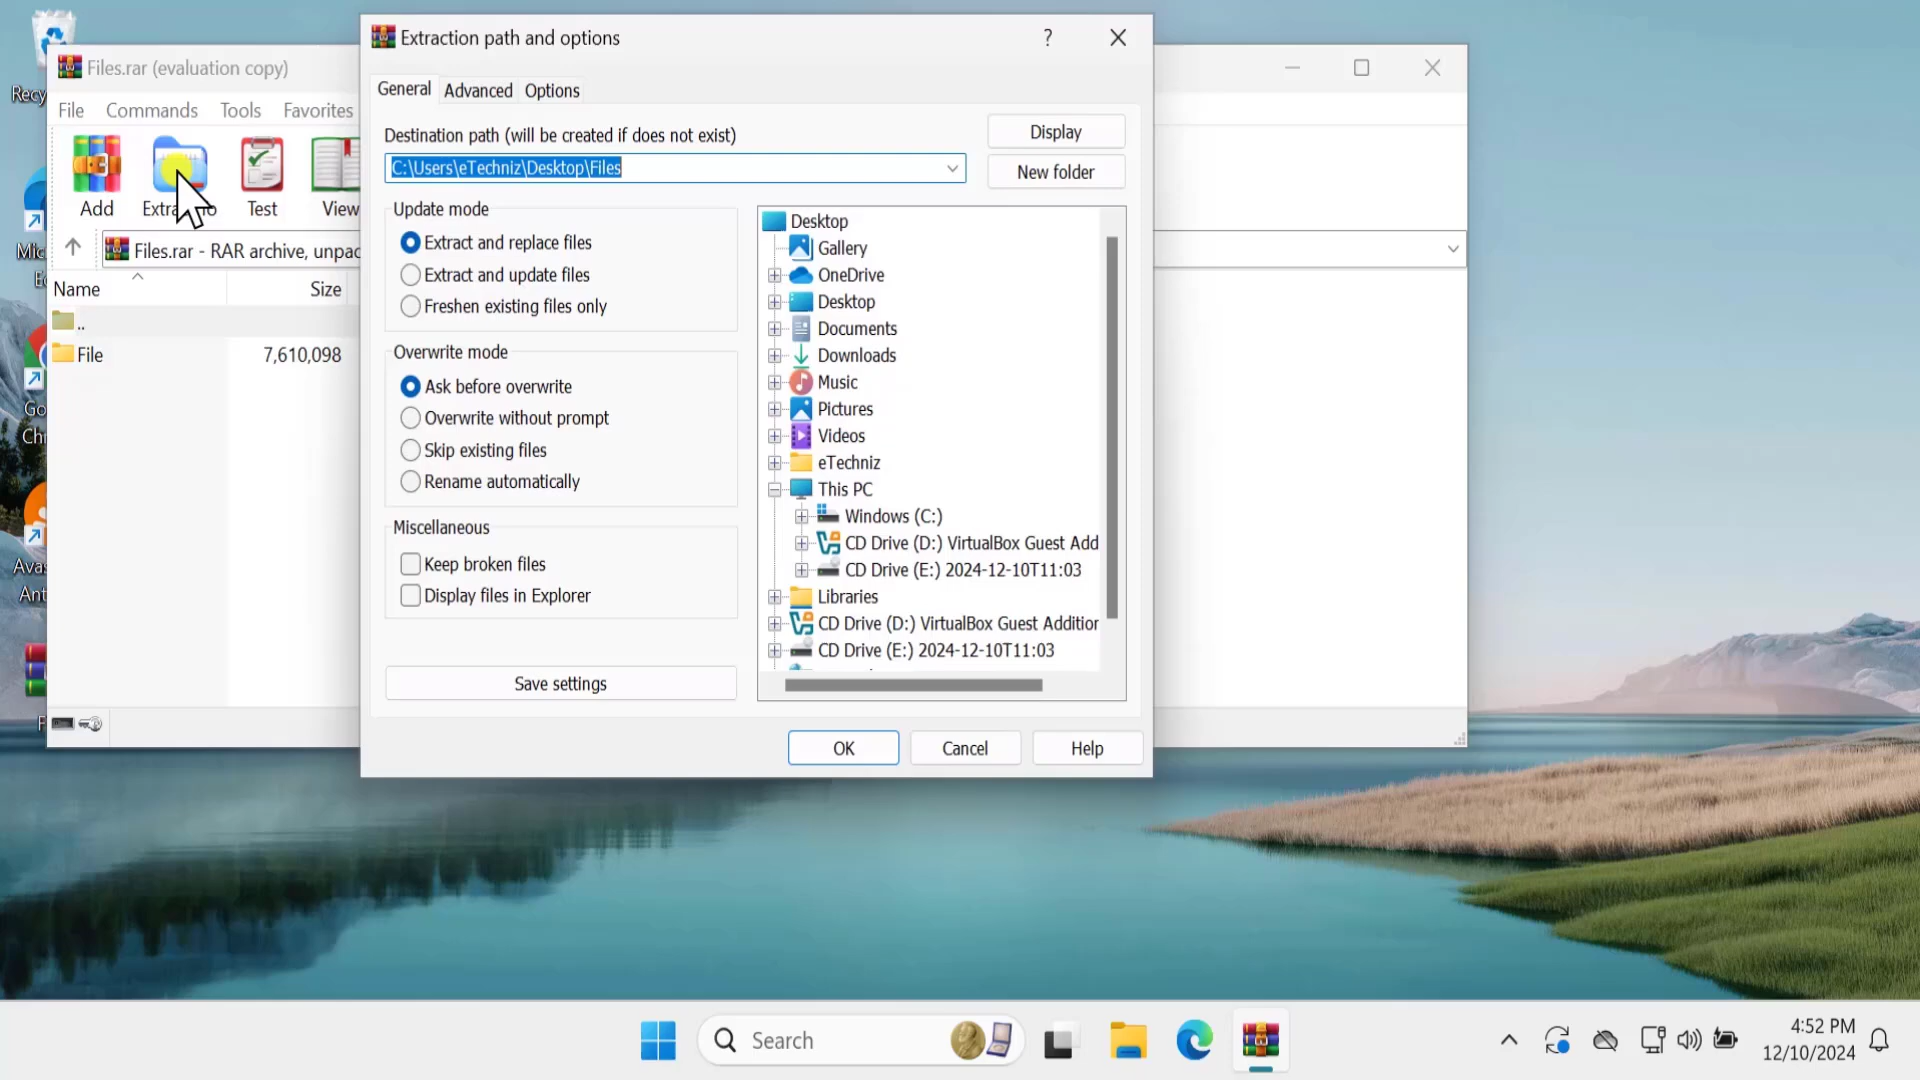 Extraction path and options
?
Files.rar (evaluation copy)
File Commands Tools Favorites
General Advanced Options
Destination path (will be created if does not exist)
Display
C:\Users\eTechniz\Desktop\Files
New folder
Add
Test
View
Files.rar - RAR archive, unpac
Name
Size
..
File
7,610,098
Update mode
Extract and replace files
Extract and update files
Freshen existing files only
Overwrite mode
Ask before overwrite
Overwrite without prompt
Skip existing files
Rename automatically
Miscellaneous
Keep broken files
Display files in Explorer
Save settings
Desktop
Gallery
OneDrive
Desktop
Documents
Downloads
Music
Pictures
Videos
eTechniz
This PC
Windows (C:)
CD Drive (D:) VirtualBox Guest Add
CD Drive (E:) 2024-12-10T11:03
Libraries
CD Drive (D:) VirtualBox Guest Addition
CD Drive (E:) 2024-12-10T11:03
OK
Cancel
Help
Recy
Mic
Go
Chr
Avas
Ant
F
Search
4:52 PM
12/10/2024